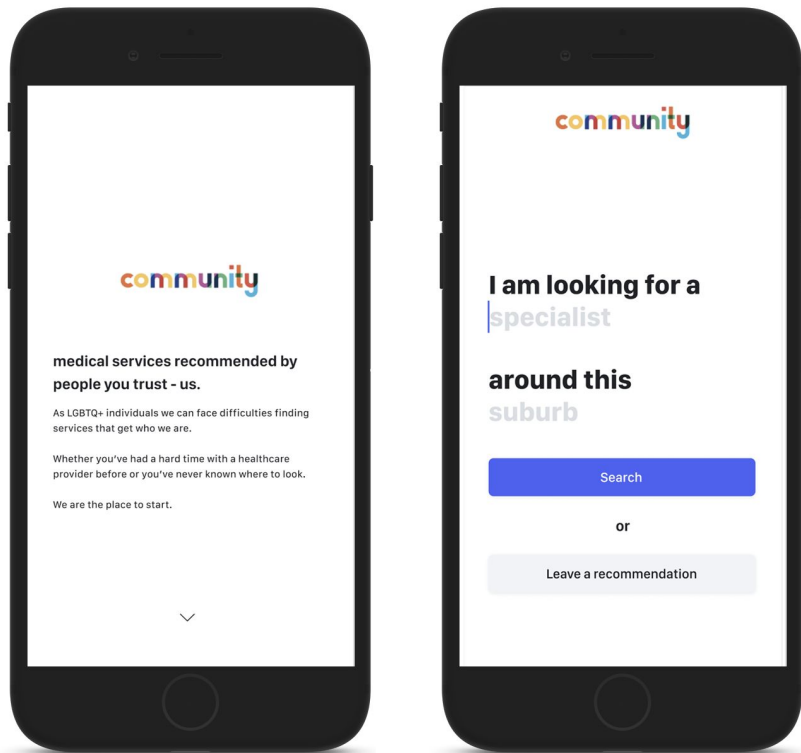 community
medical services recommended by
people you trust - us.
As LGBTQ+ individuals we can face difficulties finding
services that get who we are.
Whether you've had a hard time with a healthcare
provider before or you've never known where to look.
We are the place to start.
community
I am looking for a
specialist
around this
suburb
Search
or
Leave a recommendation